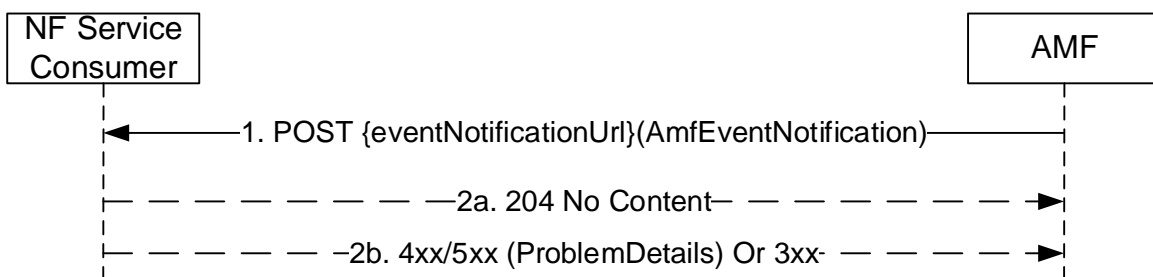 NF Service
Consumer
AMF
1. POST {eventNotificationUrl}(AmfEventNotification)
2a. 204 No Content
2b. 4xx/5xx (ProblemDetails) Or 3xx